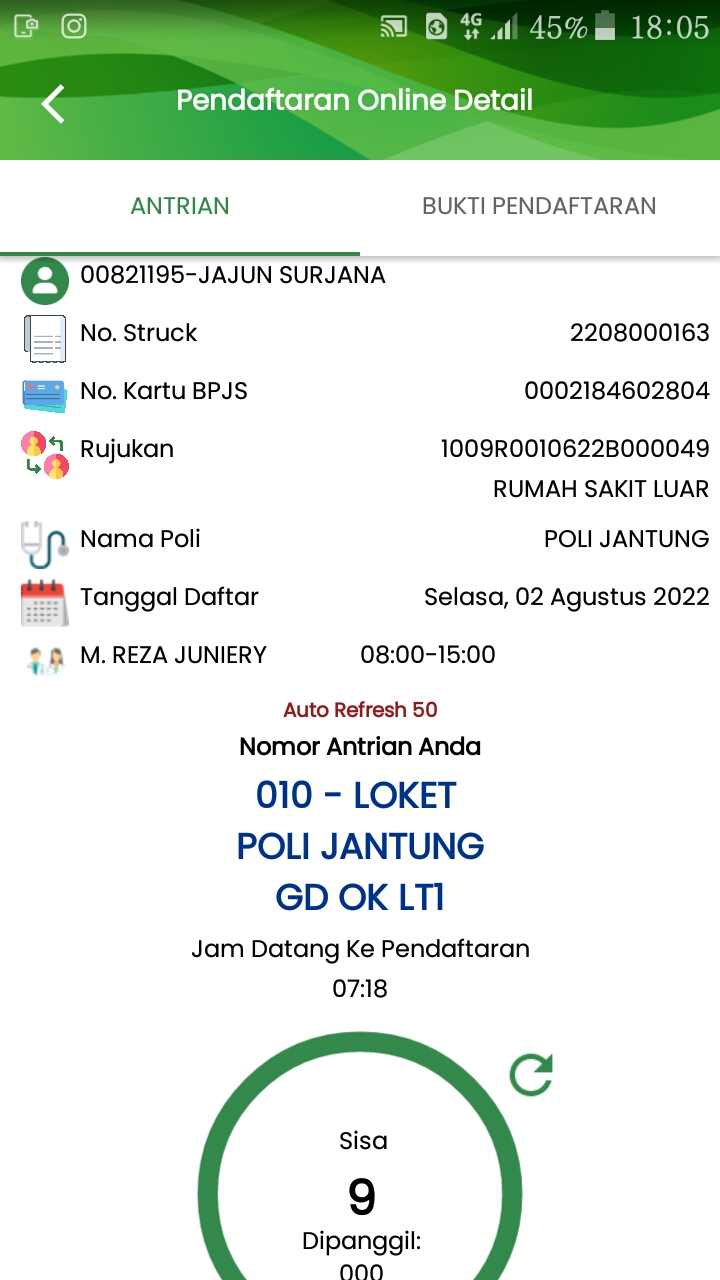 4G 45% 18:05
Pendaftaran Online Detail
ANTRIAN BUKTI PENDAFTARAN
00821195-JAJUN SURJANA
No. Struck 2208000163
No. Kartu BPJS 0002184602804
Rujukan 1009R0010622B000049
RUMAH SAKIT LUAR
Nama Poli POLI JANTUNG
Tanggal Daftar Selasa, 02 Agustus 2022
M. REZA JUNIERY 08:00-15:00
Auto Refresh 50
Nomor Antrian Anda
010 - LOKET
POLI JANTUNG
GD OK LT1
Jam Datang Ke Pendaftaran
07:18
Sisa
9
Dipanggil:
000